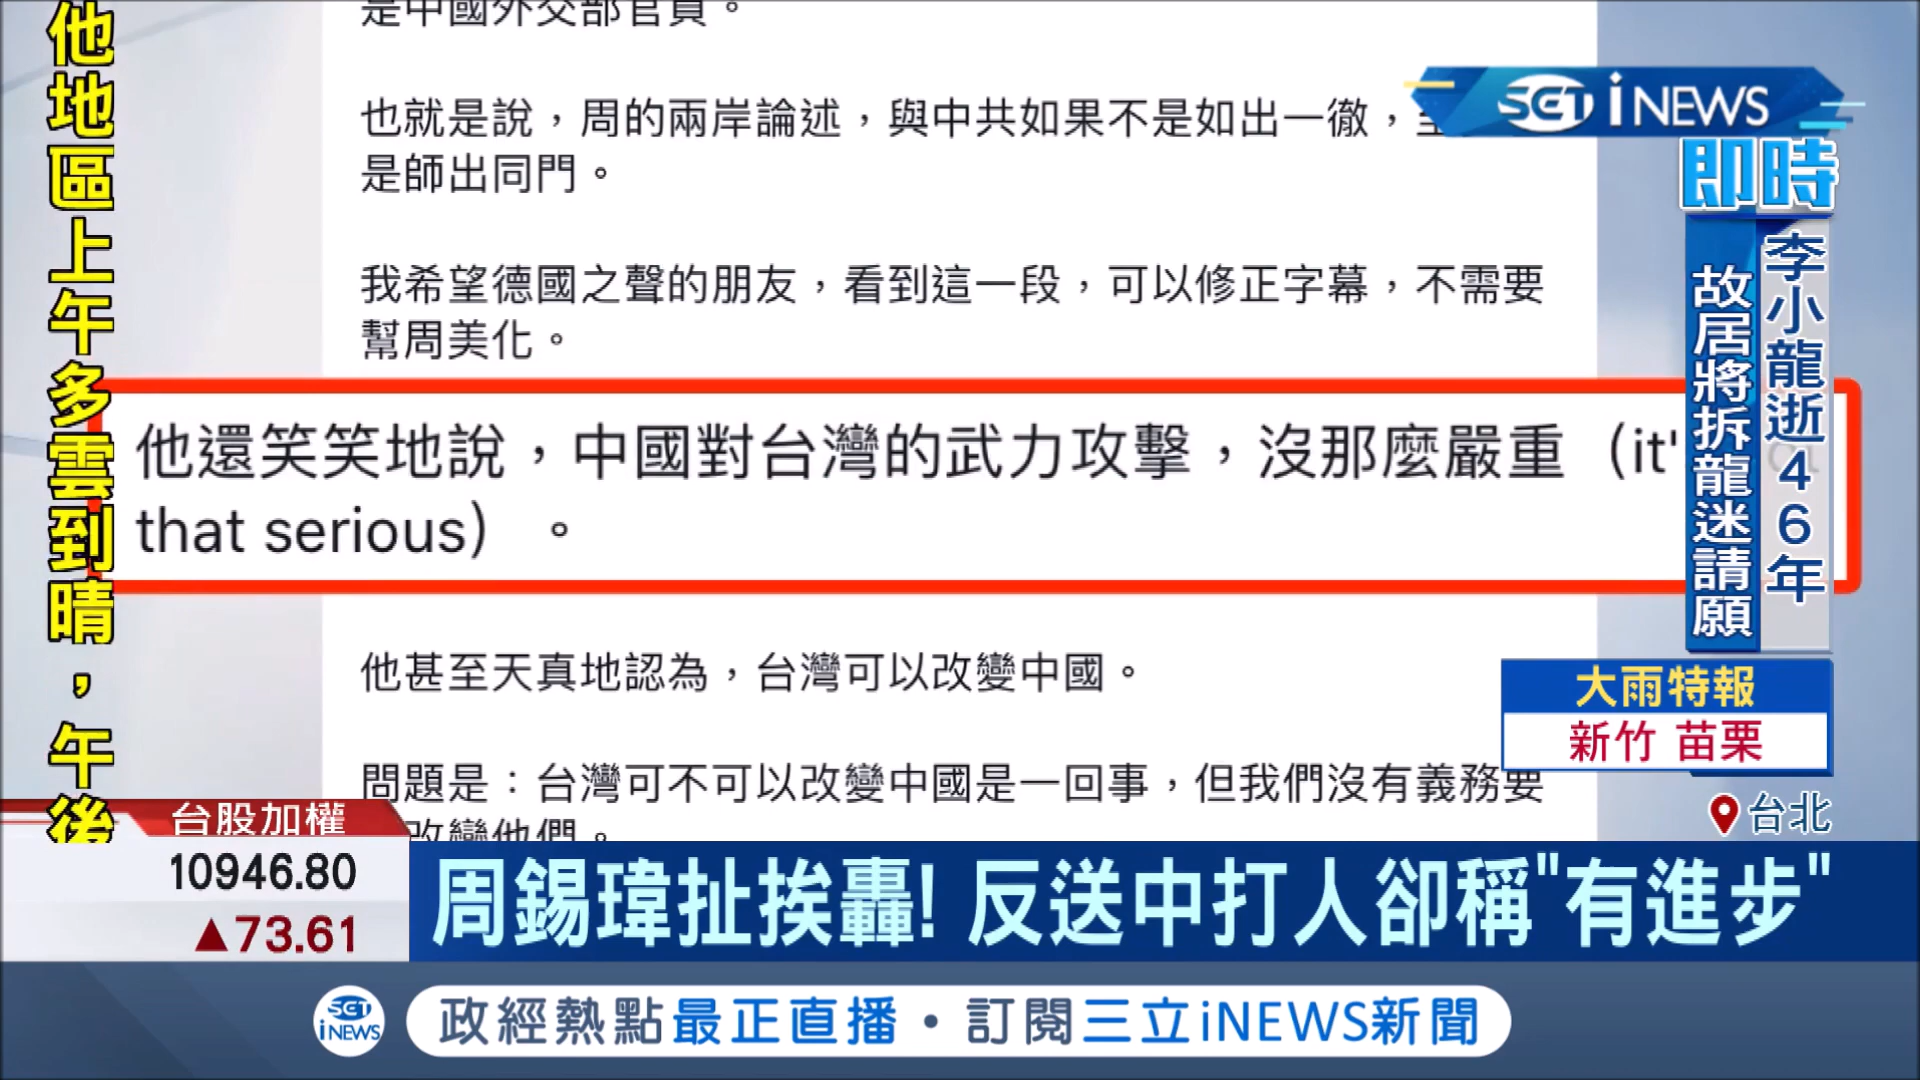 他地區上午多雲到晴，午後
是中國外交部官員。
也就是說，周的兩岸論述，與中共如果不是如出一徹，
是師出同門。
我希望德國之聲的朋友，看到這一段，可以修正字幕，不需要
幫周美化。
他還笑笑地說，中國對台灣的武力攻擊，沒那麼嚴重（it'
that serious）。
他甚至天真地認為，台灣可以改變中國。
問題是：台灣可不可以改變中國是一回事，但我們沒有義務要
改變他們。
SET iNEWS
即時
李小龍逝46年
故居將拆龍迷請願
大雨特報
新竹 苗栗
台北
台股加權
10946.80
▲73.61
周錫瑋扯挨轟! 反送中打人卻稱"有進步"
SET iNEWS
政經熱點最正直播・訂閱三立iNEWS新聞